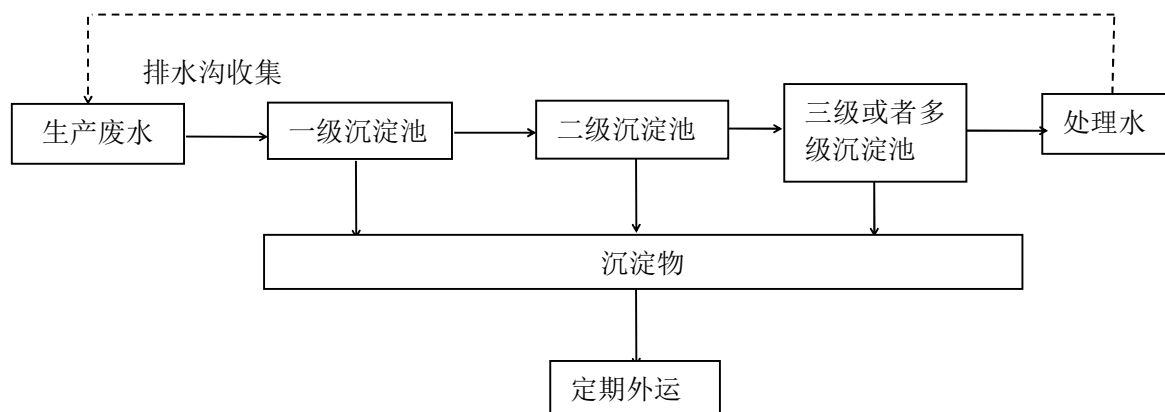 排水沟收集
生产废水
一级沉淀池
二级沉淀池
三级或者多
级沉淀池
处理水
沉淀物
定期外运